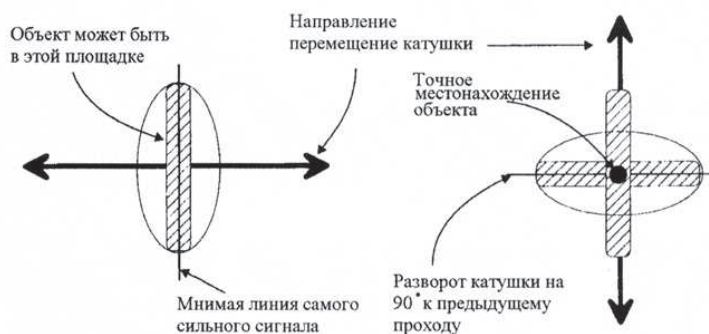 Объект может быть
в этой площадке
Направление
перемещение катушки
Точное
местонахождение
объекта
Мнимая линия самого
сильного сигнала
Разворот катушки на
90° к предыдущему
проходу